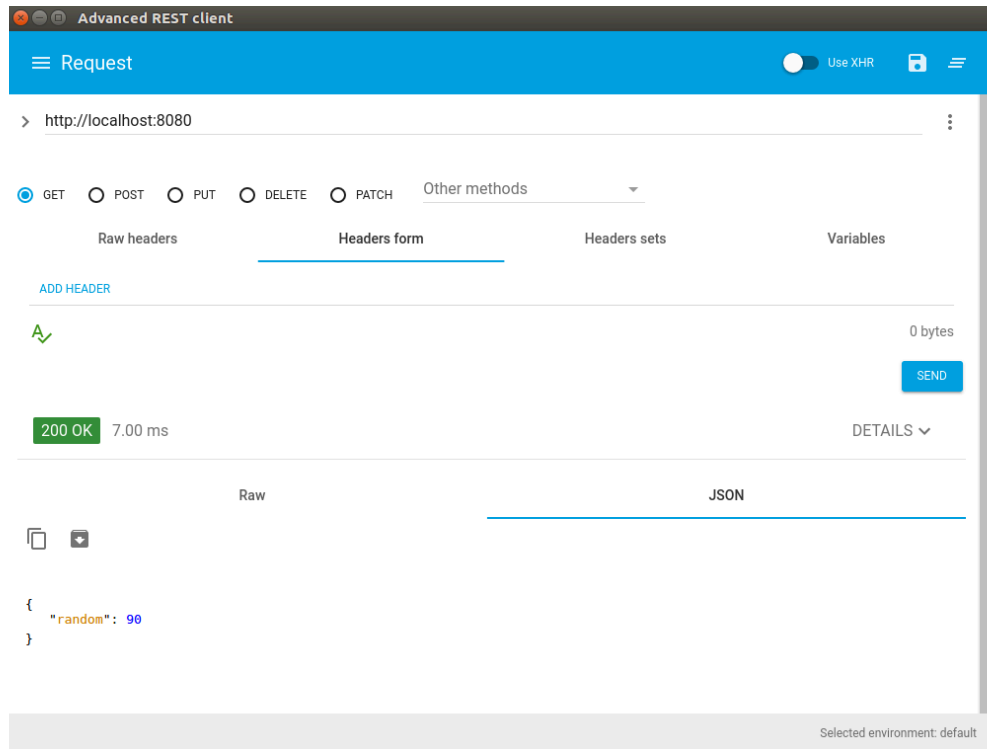 Advanced REST client
Request
Use XHR
http://localhost:8080
GET POST PUT DELETE PATCH Other methods
Raw headers Headers form Headers sets Variables
ADD HEADER
A
0 bytes
SEND
200 OK 7.00 ms DETAILS
Raw JSON
{
"random": 90
}
Selected environment: default